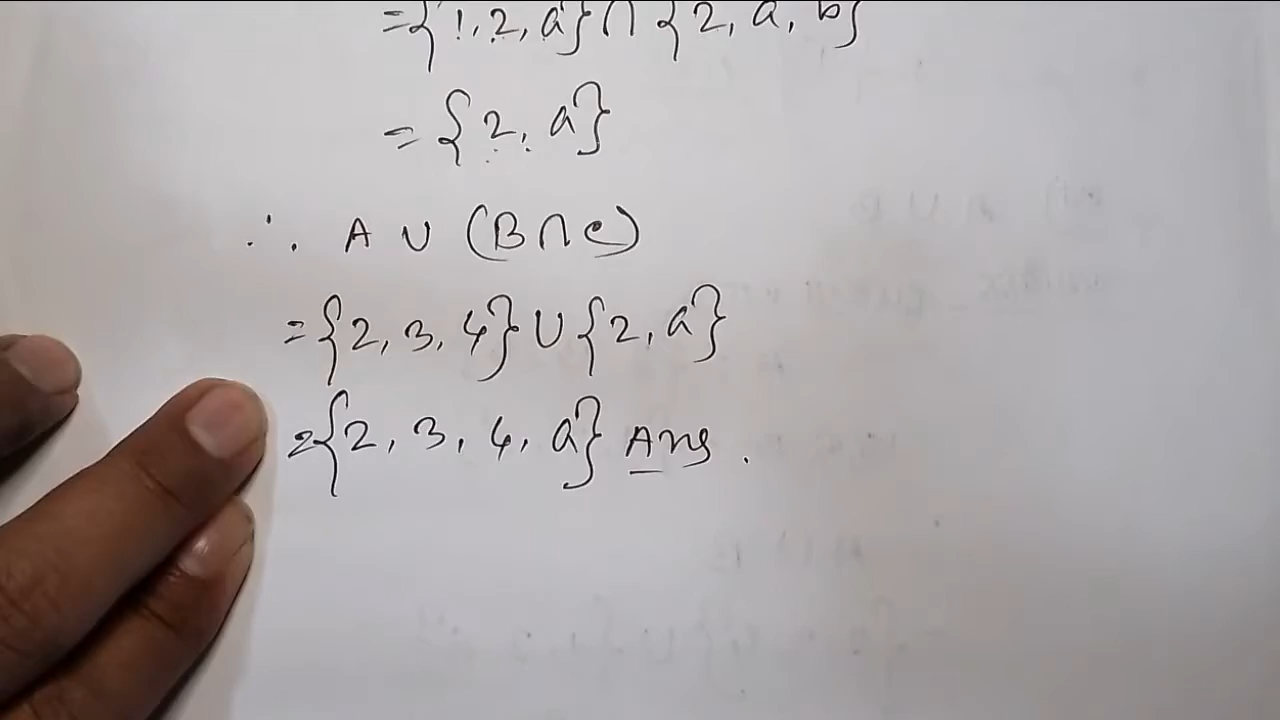 ={1, 2, a} ∩ {2, a, b}
= {2, a}
∴ A ∪ (B∩C)
={2, 3, 4} ∪ {2, a}
={2, 3, 4, a} Ans.